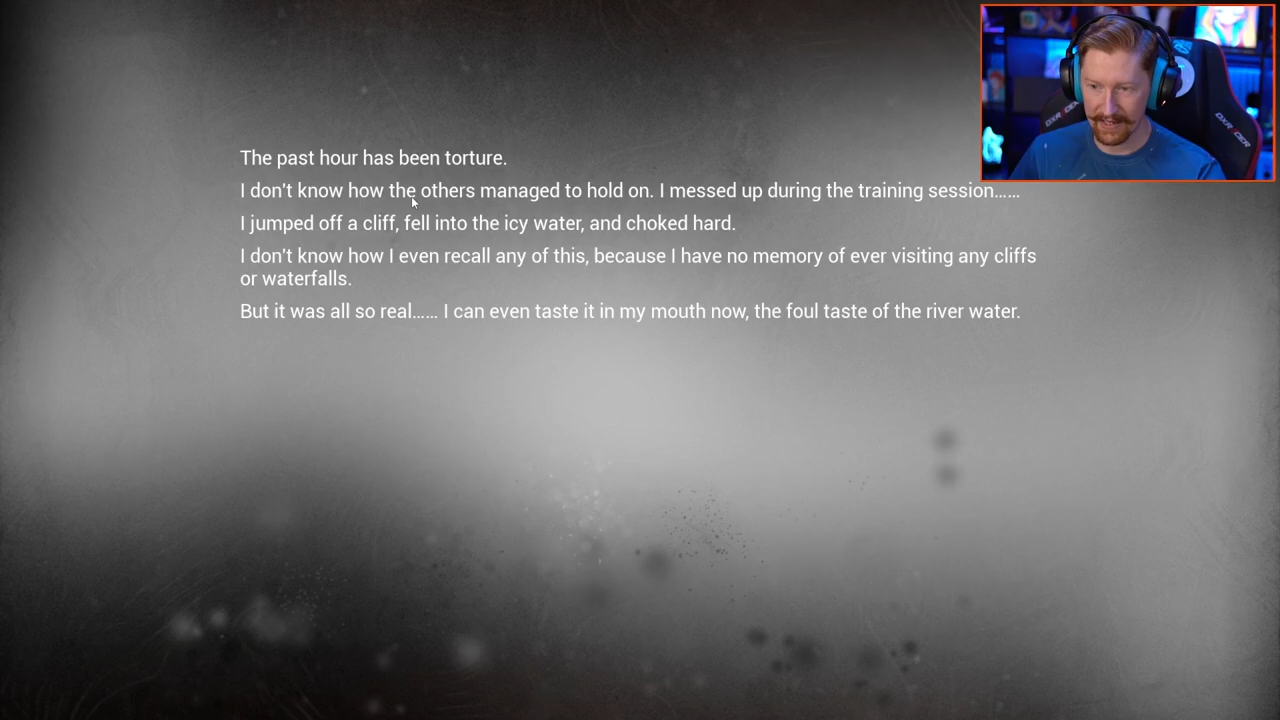 The past hour has been torture.
I don't know how the others managed to hold on. I messed up during the training session……
I jumped off a cliff, fell into the icy water, and choked hard.
I don't know how I even recall any of this, because I have no memory of ever visiting any cliffs
or waterfalls.
But it was all so real…… I can even taste it in my mouth now, the foul taste of the river water.